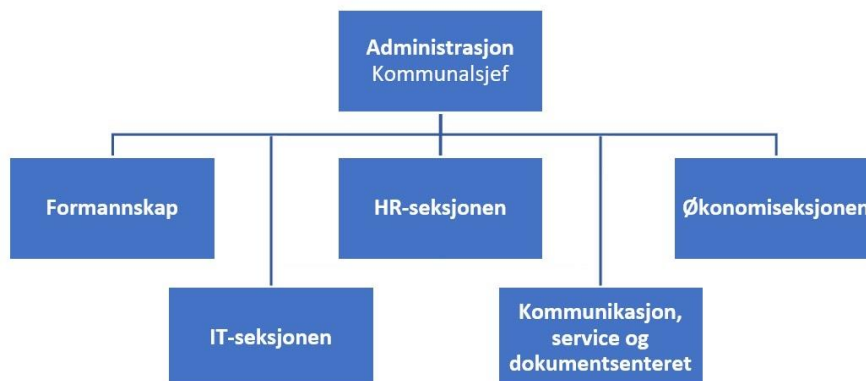 Administrasjon
Kommunalsjef
Formannskap
HR-seksjonen
Økonomiseksjonen
IT-seksjonen
Kommunikasjon,
service og
dokumentsenteret